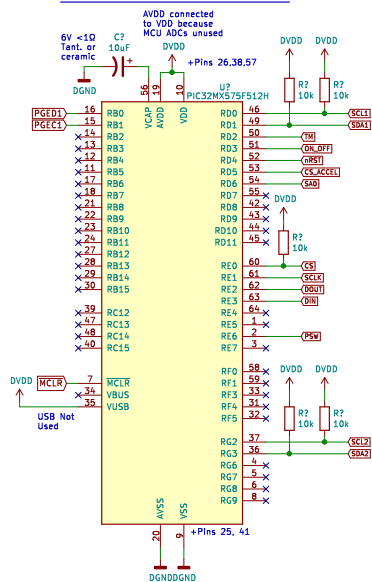 AVDD connected
to VDD because
MCU ADCs unused
6V <1Ω
Tant. or
ceramic
C?
10uF
DVDD
+Pins 26,38,57
DGND
56
19
10
VCAP
AVDD
VDD
U?
PIC32MX575F512H
DVDD
DVDD
R?
10k
R?
10k
PGED1 16 RB0
PGEC1 15 RB1
14 RB2
13 RB3
12 RB4
11 RB5
17 RB6
18 RB7
21 RB8
22 RB9
23 RB10
24 RB11
27 RB12
28 RB13
29 RB14
30 RB15
39 RC12
47 RC13
48 RC14
40 RC15
DVDD
MCLR 7 MCLR
34 VBUS
35 VUSB
USB Not
Used
RD0 46 SCL1
RD1 49 SDA1
RD2 50 TM
RD3 51 ON_OFF
RD4 52 nRST
RD5 53 CS_ACCEL
RD6 54 SA0
RD7 55
RD8 42
RD9 43
RD10 44
RD11 45
DVDD
R?
10k
RE0 60 CS
RE1 61 SCLK
RE2 62 DOUT
RE3 63 DIN
RE4 64
RE5 1
RE6 2 PSW
RE7 3
RF0 58
RF1 59
RF3 33
RF4 31
RF5 32
DVDD
DVDD
R?
10k
R?
10k
RG2 37 SCL2
RG3 36 SDA2
RG6 4
RG7 5
RG8 6
RG9 8
AVSS
VSS
20
9
+Pins 25, 41
DGND
DGND